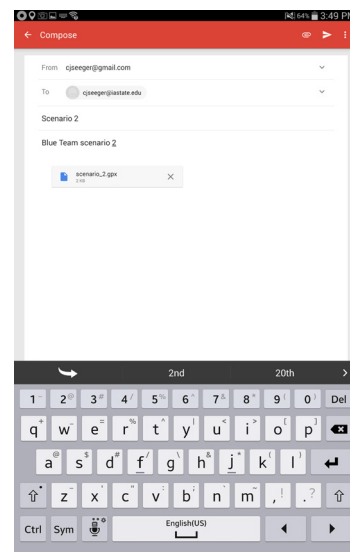 64% 3:49 PM
Compose
From cjseeger@gmail.com
To cjseeger@iastate.edu
Scenario 2
Blue Team scenario 2
scenario_2.gpx
3 KB
2nd 20th
1 - 2 @ 3 # 4 / 5 % 6 ^ 7 & 8 * 9 ( 0 ) Del
q + w e = r % t y | u < i > o [ p ]
a @ s $ d # f / g \ h & j * k ( l )
z x c " v : b ; n m , ! . ?
Ctrl Sym English(US)